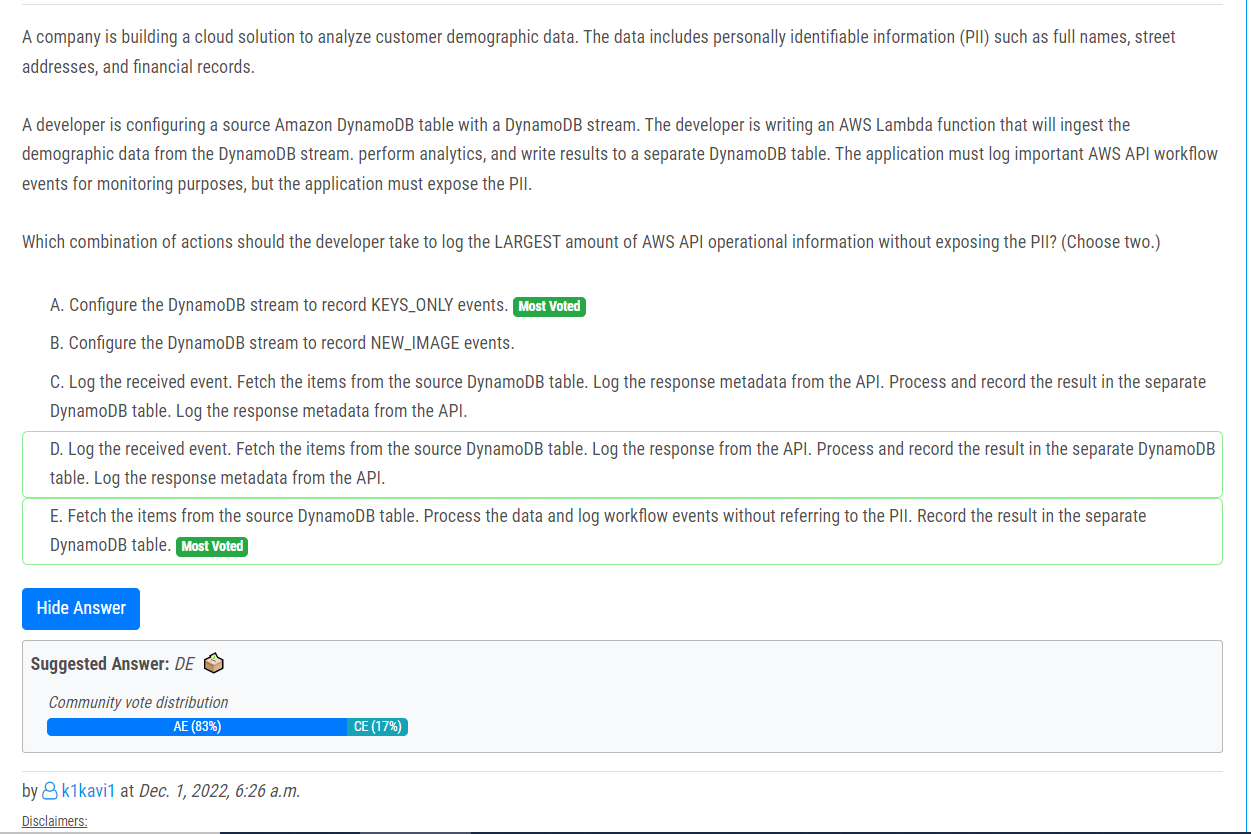 A company is building a cloud solution to analyze customer demographic data. The data includes personally identifiable information (PII) such as full names, street
addresses, and financial records.
A developer is configuring a source Amazon DynamoDB table with a DynamoDB stream. The developer is writing an AWS Lambda function that will ingest the
demographic data from the DynamoDB stream. perform analytics, and write results to a separate DynamoDB table. The application must log important AWS API workflow
events for monitoring purposes, but the application must expose the PII.
Which combination of actions should the developer take to log the LARGEST amount of AWS API operational information without exposing the PII? (Choose two.)
A. Configure the DynamoDB stream to record KEYS_ONLY events. Most Voted
B. Configure the DynamoDB stream to record NEW_IMAGE events.
C. Log the received event. Fetch the items from the source DynamoDB table. Log the response metadata from the API. Process and record the result in the separate
DynamoDB table. Log the response metadata from the API.
D. Log the received event. Fetch the items from the source DynamoDB table. Log the response from the API. Process and record the result in the separate DynamoDB
table. Log the response metadata from the API.
E. Fetch the items from the source DynamoDB table. Process the data and log workflow events without referring to the PII. Record the result in the separate
DynamoDB table. Most Voted
Hide Answer
Suggested Answer: DE
Community vote distribution
AE (83%) CE (17%)
by k1kavi1 at Dec. 1, 2022, 6:26 a.m.
Disclaimers: